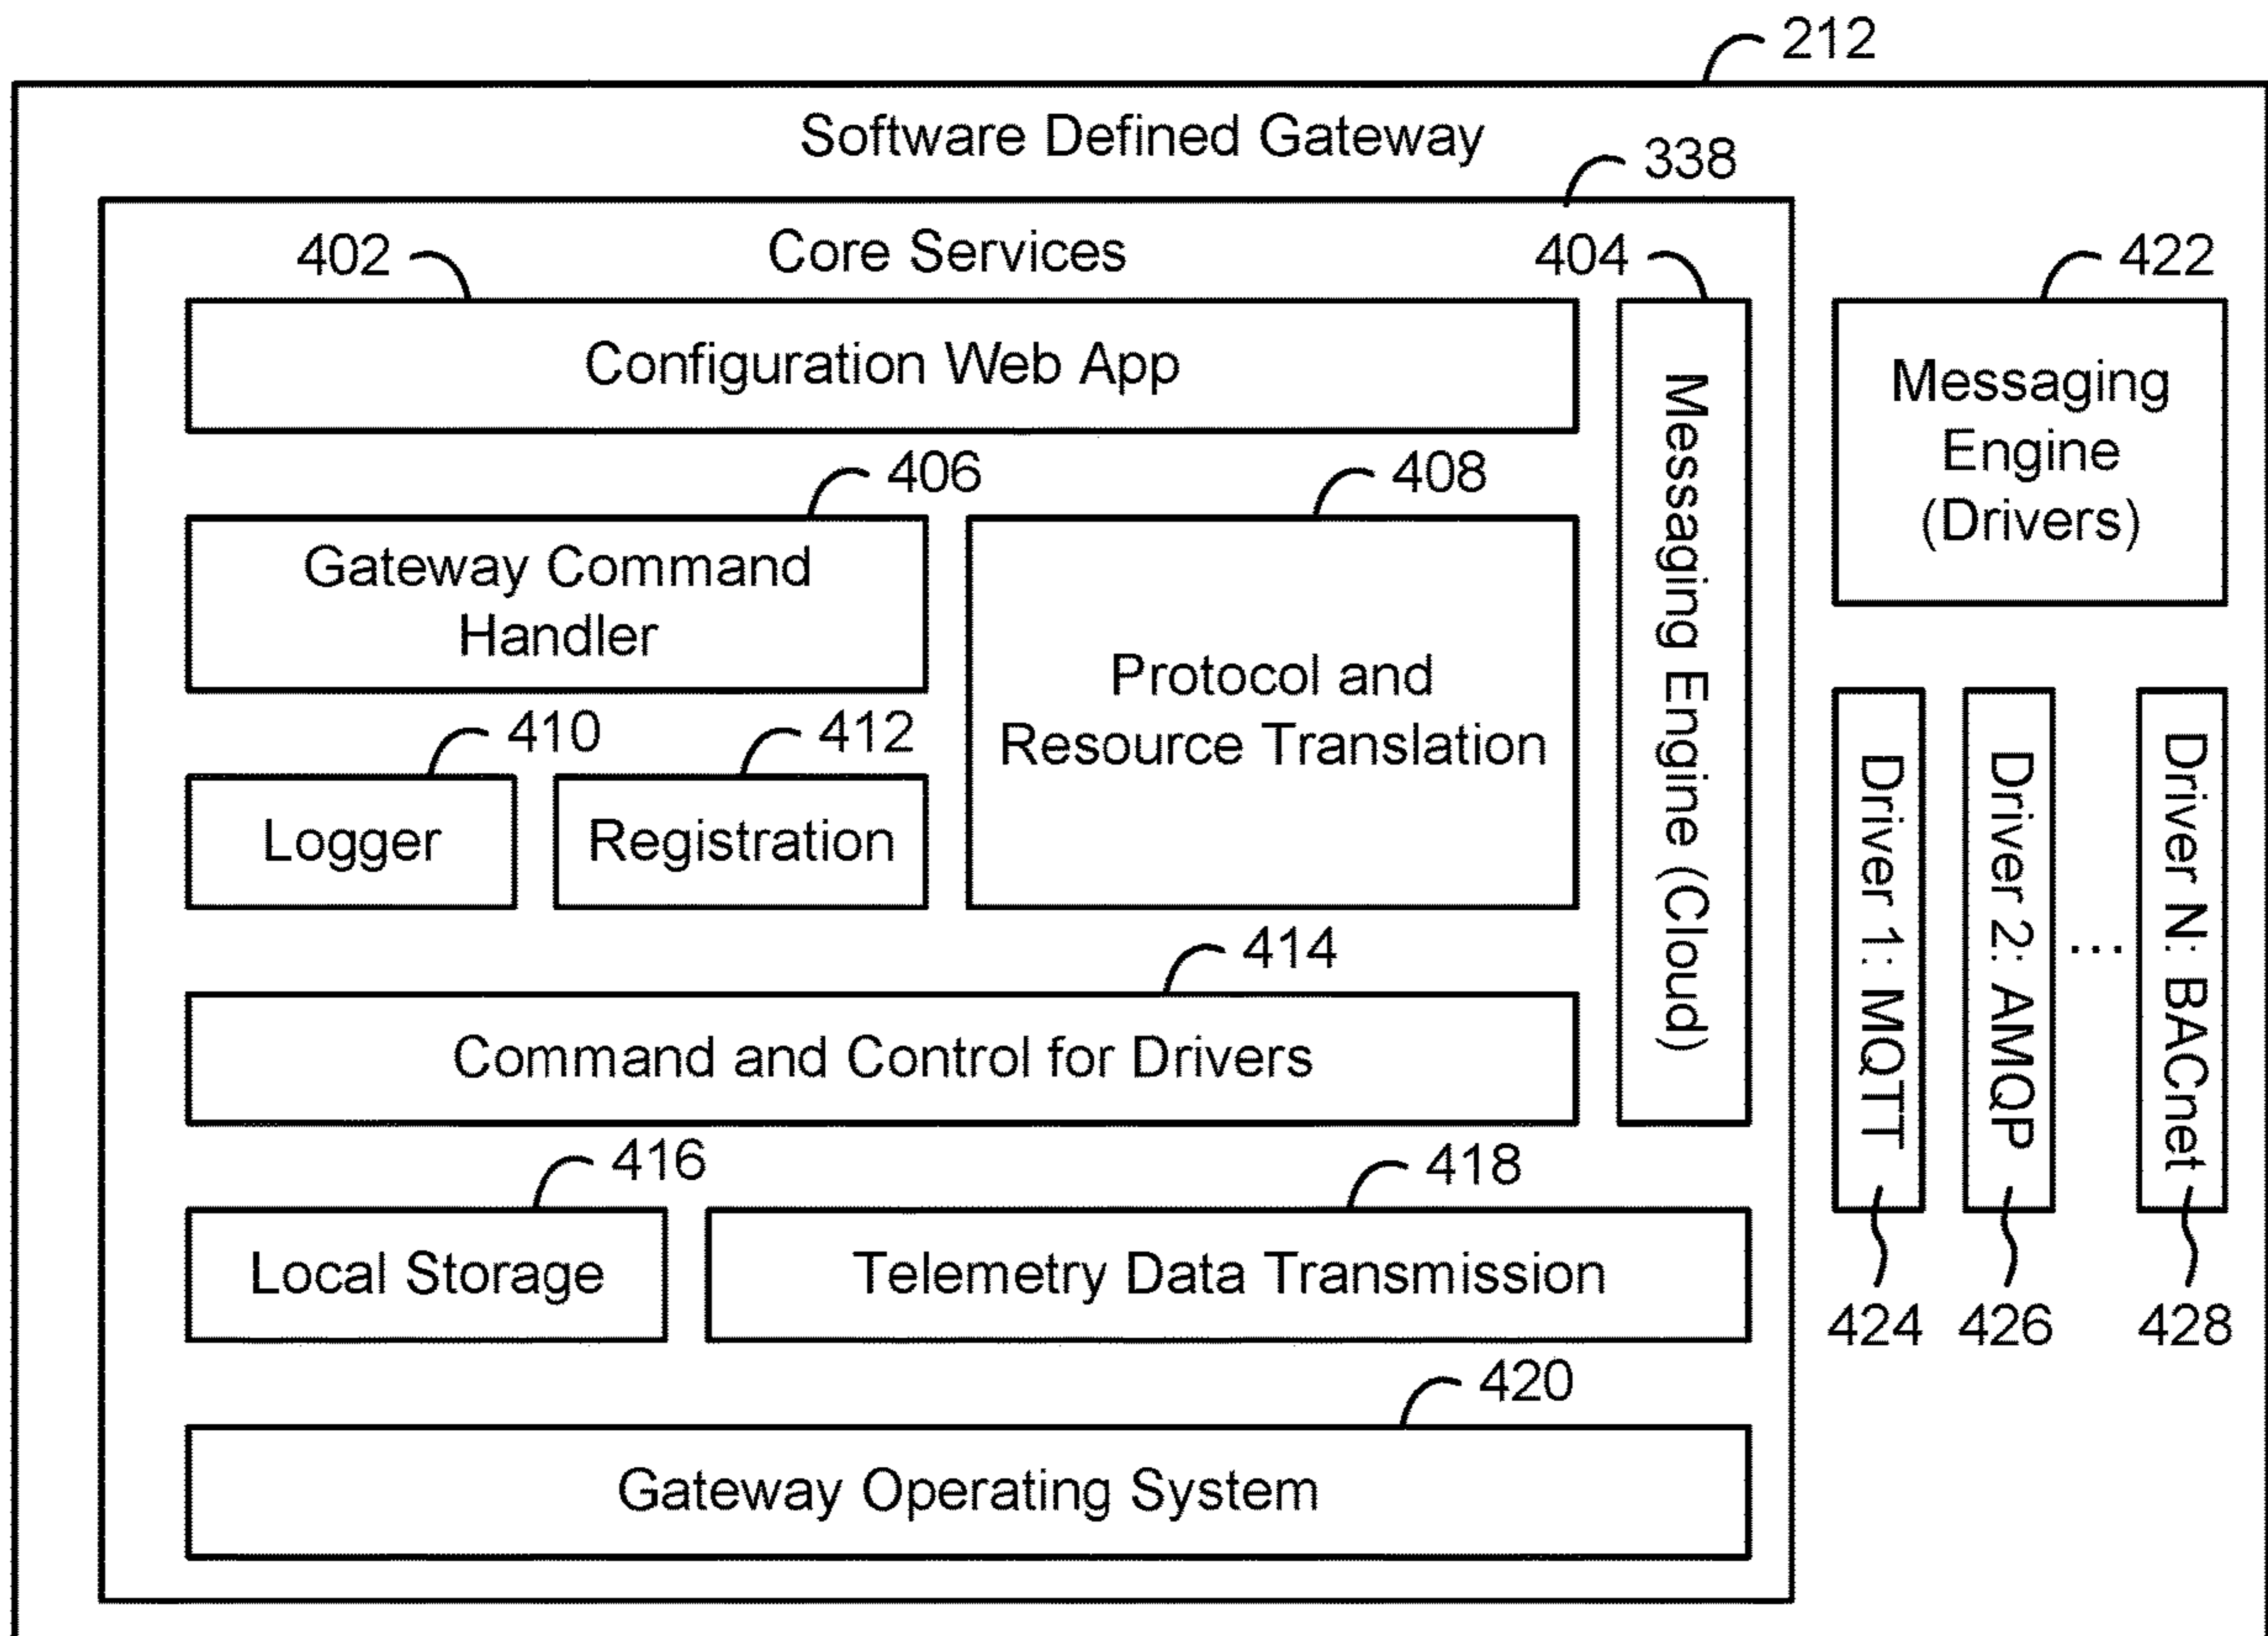 212
Software Defined Gateway
338
Core Services
402
404
422
Configuration Web App
Messaging Engine (Cloud)
Messaging
Engine
(Drivers)
406
408
Gateway Command
Handler
Protocol and
Resource Translation
410
412
Logger
Registration
Driver 1: MQTT
Driver 2: AMQP
...
Driver N: BACnet
414
Command and Control for Drivers
416
418
Local Storage
Telemetry Data Transmission
424
426
428
420
Gateway Operating System